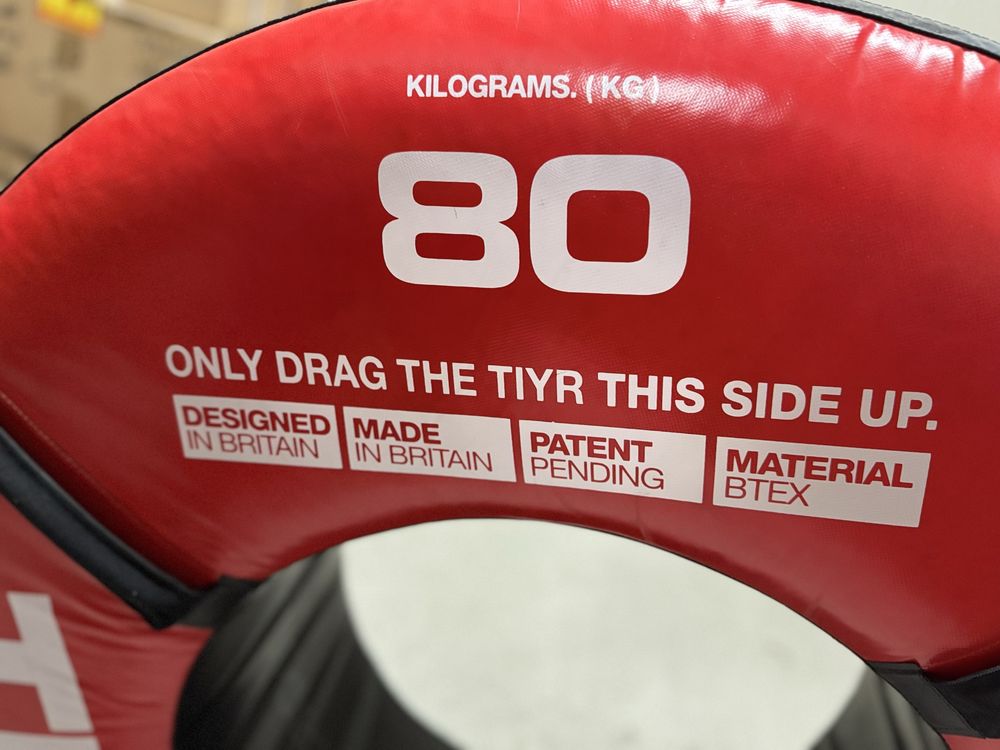 KILOGRAMS. (KG)
80
ONLY DRAG THE TIYR THIS SIDE UP.
DESIGNED
IN BRITAIN
MADE
IN BRITAIN
PATENT
PENDING
MATERIAL
BTEX